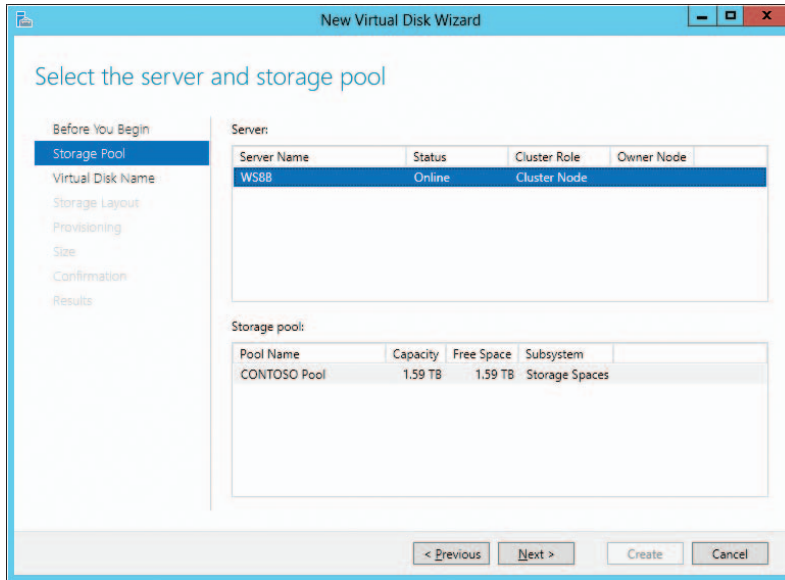 New Virtual Disk Wizard
Select the server and storage pool
Before You Begin
Storage Pool
Virtual Disk Name
Storage Layout
Provisioning
Size
Confirmation
Results
Server:
Server Name Status Cluster Role Owner Node
WS8B Online Cluster Node
Storage pool:
Pool Name Capacity Free Space Subsystem
CONTOSO Pool 1.59 TB 1.59 TB Storage Spaces
< Previous Next > Create Cancel